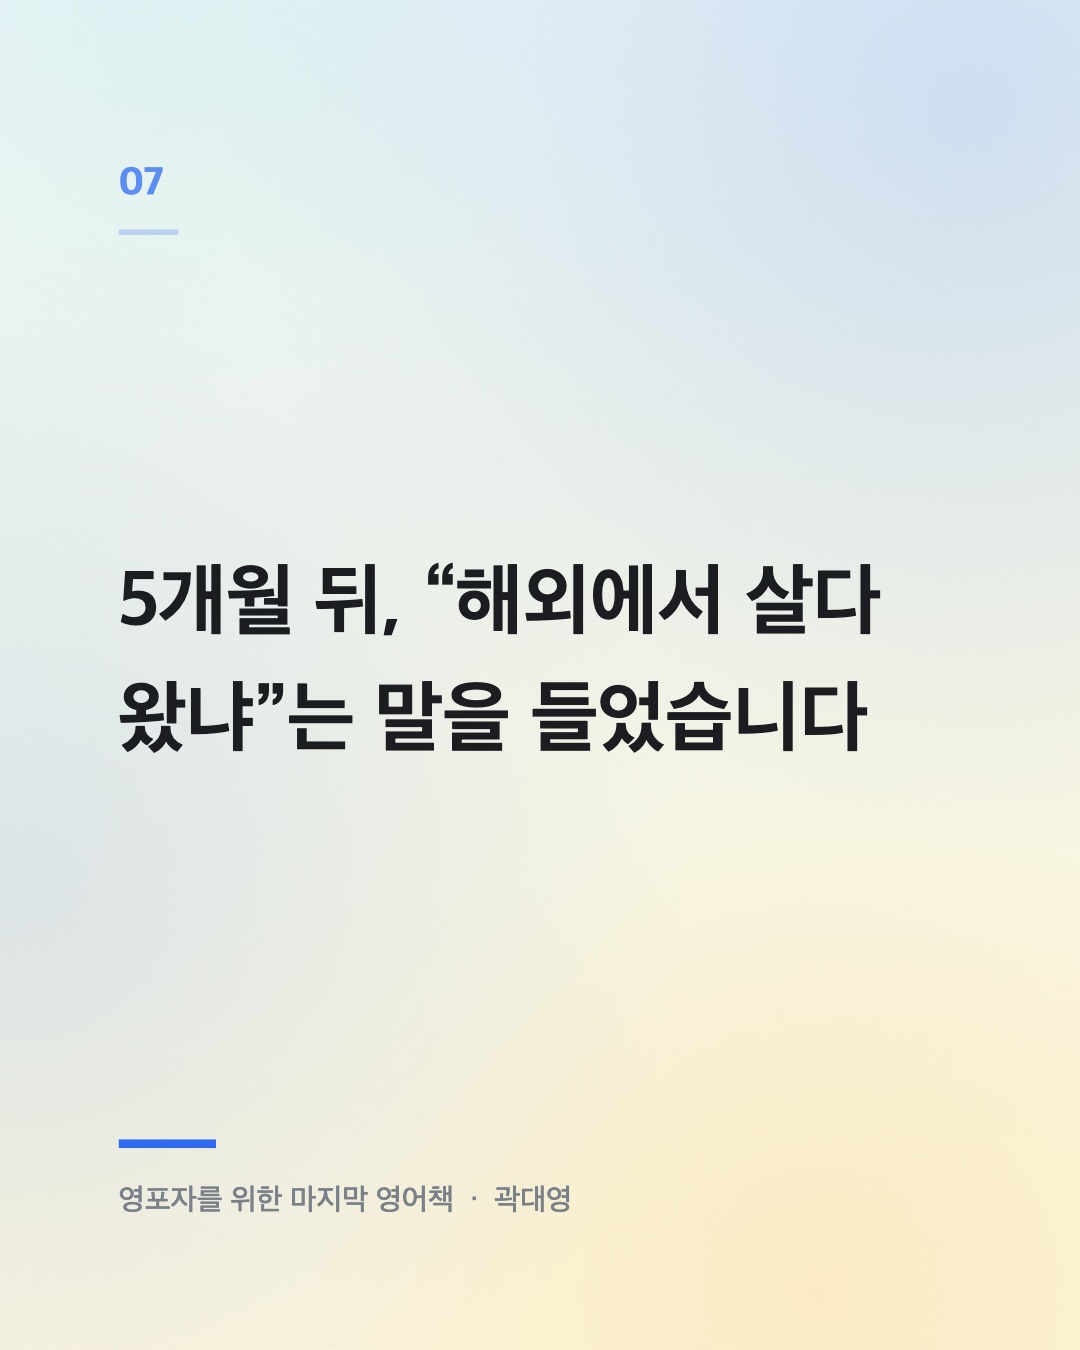 07
5개월 뒤, “해외에서 살다
왔냐”는 말을 들었습니다
영포자를 위한 마지막 영어책 · 곽대영